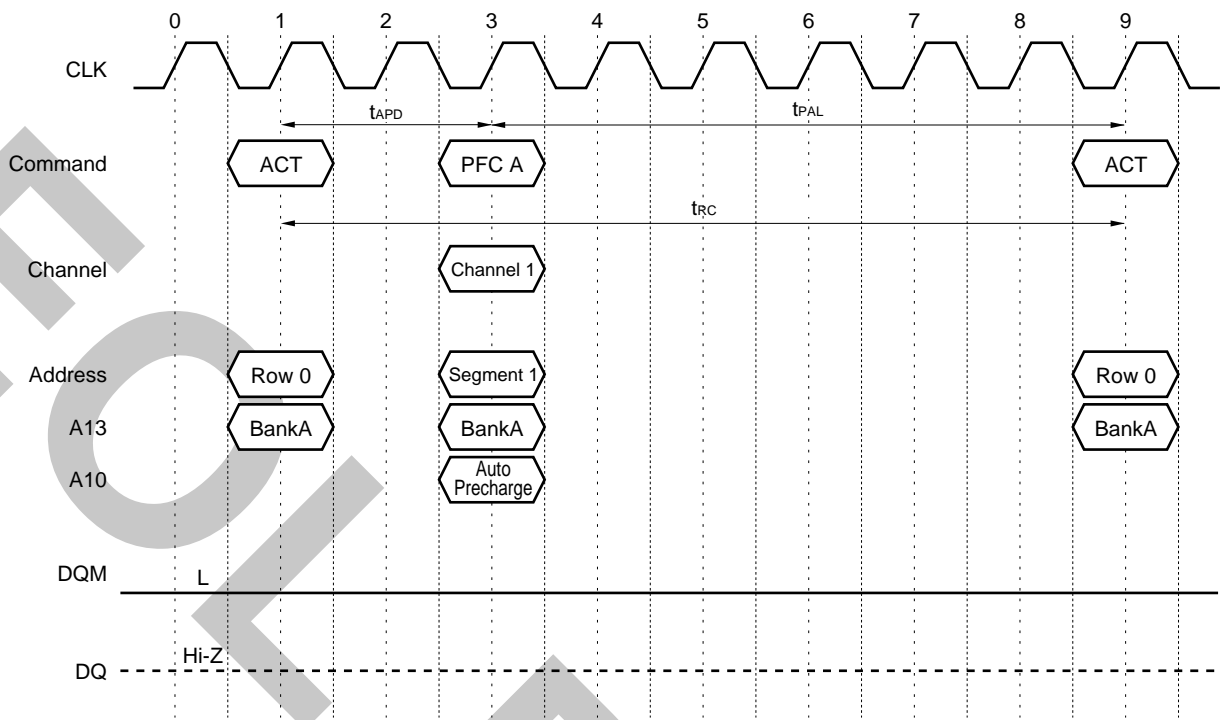 0 1 2 3 4 5 6 7 8 9
CLK
tAPD tPAL
Command ACT PFC A ACT
tRC
Channel Channel 1
Address Row 0 Segment 1 Row 0
A13 BankA BankA BankA
A10 Auto
Precharge
DQM L
DQ Hi-Z